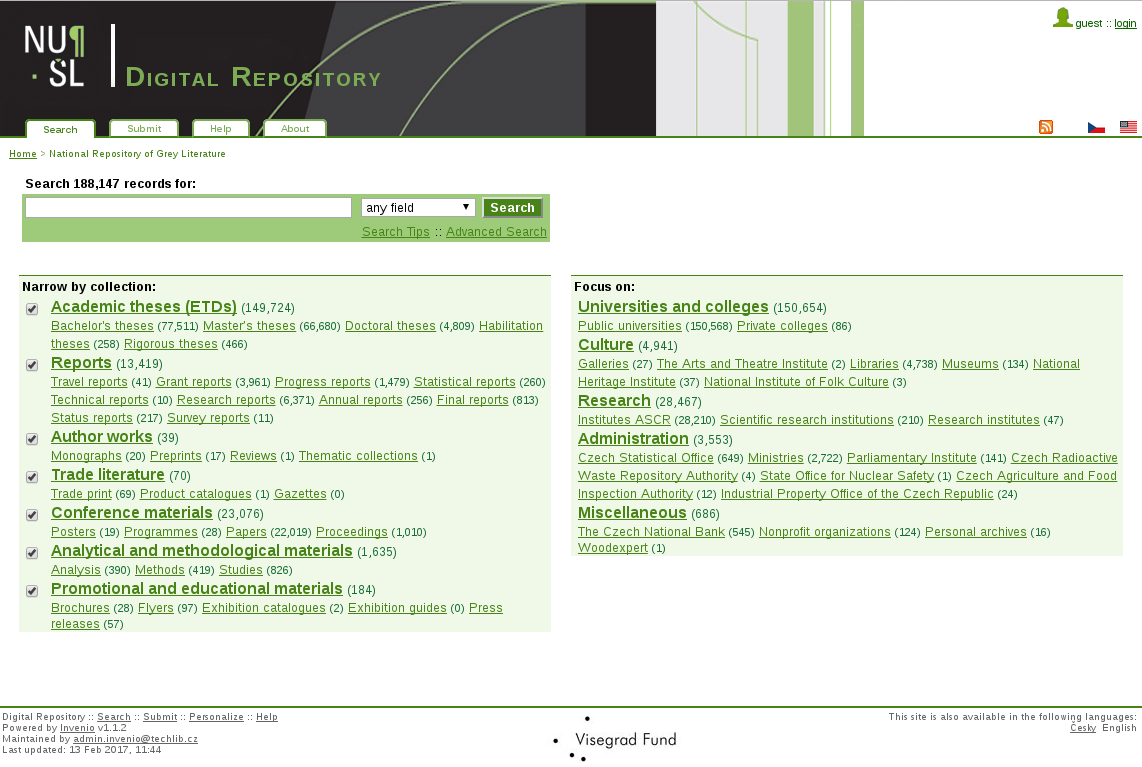 NU¶
·SL
Digital Repository
guest :: login
Search
Submit
Help
About
Home > National Repository of Grey Literature
Search 188,147 records for:
any field
Search
Search Tips :: Advanced Search
Narrow by collection:
Academic theses (ETDs) (149,724)
Bachelor's theses (77,511) Master's theses (66,680) Doctoral theses (4,809) Habilitation
theses (258) Rigorous theses (466)
Reports (13,419)
Travel reports (41) Grant reports (3,961) Progress reports (1,479) Statistical reports (260)
Technical reports (10) Research reports (6,371) Annual reports (256) Final reports (813)
Status reports (217) Survey reports (11)
Author works (39)
Monographs (20) Preprints (17) Reviews (1) Thematic collections (1)
Trade literature (70)
Trade print (69) Product catalogues (1) Gazettes (0)
Conference materials (23,076)
Posters (19) Programmes (28) Papers (22,019) Proceedings (1,010)
Analytical and methodological materials (1,635)
Analysis (390) Methods (419) Studies (826)
Promotional and educational materials (184)
Brochures (28) Flyers (97) Exhibition catalogues (2) Exhibition guides (0) Press
releases (57)
Focus on:
Universities and colleges (150,654)
Public universities (150,568) Private colleges (86)
Culture (4,941)
Galleries (27) The Arts and Theatre Institute (2) Libraries (4,738) Museums (134) National
Heritage Institute (37) National Institute of Folk Culture (3)
Research (28,467)
Institutes ASCR (28,210) Scientific research institutions (210) Research institutes (47)
Administration (3,553)
Czech Statistical Office (649) Ministries (2,722) Parliamentary Institute (141) Czech Radioactive
Waste Repository Authority (4) State Office for Nuclear Safety (1) Czech Agriculture and Food
Inspection Authority (12) Industrial Property Office of the Czech Republic (24)
Miscellaneous (686)
The Czech National Bank (545) Nonprofit organizations (124) Personal archives (16)
Woodexpert (1)
Digital Repository :: Search :: Submit :: Personalize :: Help
Powered by Invenio v1.1.2
Maintained by admin.invenio@techlib.cz
Last updated: 13 Feb 2017, 11:44
Visegrad Fund
This site is also available in the following languages:
Česky English